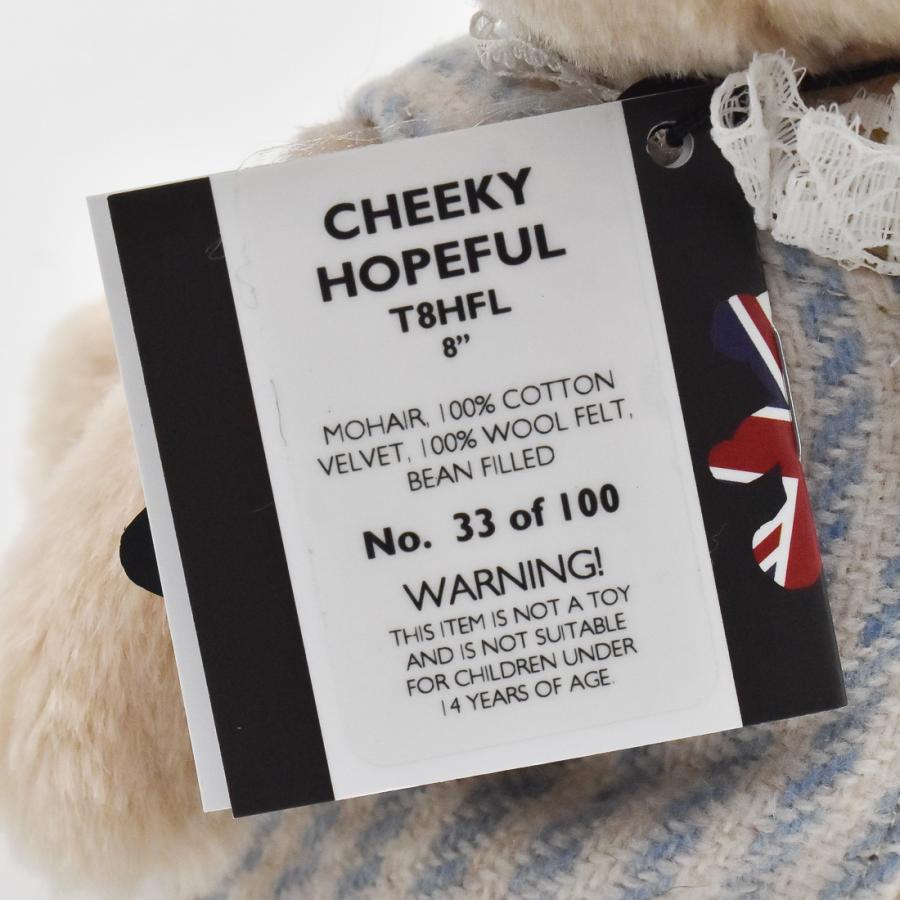 CHEEKY
HOPEFUL
T8HFL
8”
MOHAIR, 100% COTTON
VELVET, 100% WOOL FELT,
BEAN FILLED
No. 33 of 100
WARNING!
THIS ITEM IS NOT A TOY
AND IS NOT SUITABLE
FOR CHILDREN UNDER
14 YEARS OF AGE.